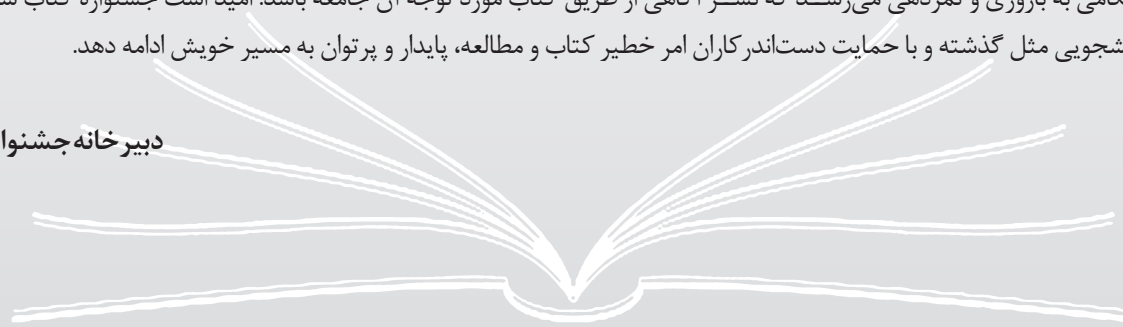 به باروری و ثمردهی می‌رسد که نشر آگاهی از طریق کتاب مورد توجه آن جامعه باشد. امید است جشنواره کتاب
مثل گذشته و با حمایت دست‌اندرکاران امر خطیر کتاب و مطالعه، پایدار و پرتوان به مسیر خویش ادامه دهد.
دبیرخانه